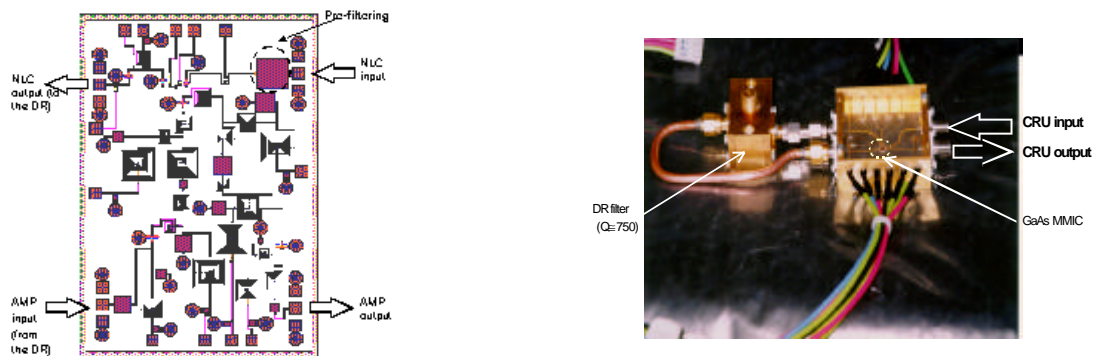 Pre-filtering
NLC
output (to
the DR)
NLC
input
AMP
input
(from
the DR)
AMP
output
CRU input
CRU output
DR filter
(Q≅750)
GaAs MMIC